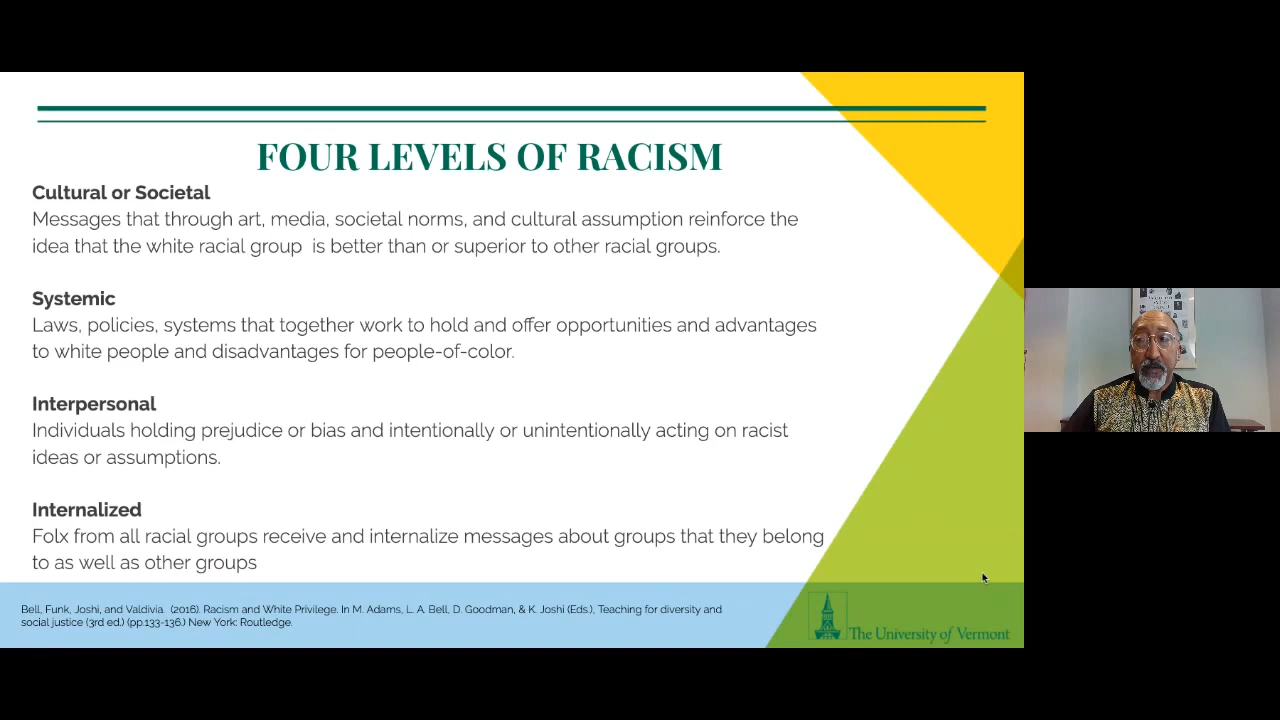 FOUR LEVELS OF RACISM
Cultural or Societal
Messages that through art, media, societal norms, and cultural assumption reinforce the
idea that the white racial group is better than or superior to other racial groups.
Systemic
Laws, policies, systems that together work to hold and offer opportunities and advantages
to white people and disadvantages for people-of-color.
Interpersonal
Individuals holding prejudice or bias and intentionally or unintentionally acting on racist
ideas or assumptions.
Internalized
Folx from all racial groups receive and internalize messages about groups that they belong
to as well as other groups
Bell, Funk, Joshi, and Valdivia. (2016). Racism and White Privilege. In M. Adams, L. A. Bell, D. Goodman, & K. Joshi (Eds.), Teaching for diversity and
social justice (3rd ed.) (pp.133-136.) New York: Routledge.
The University of Vermont